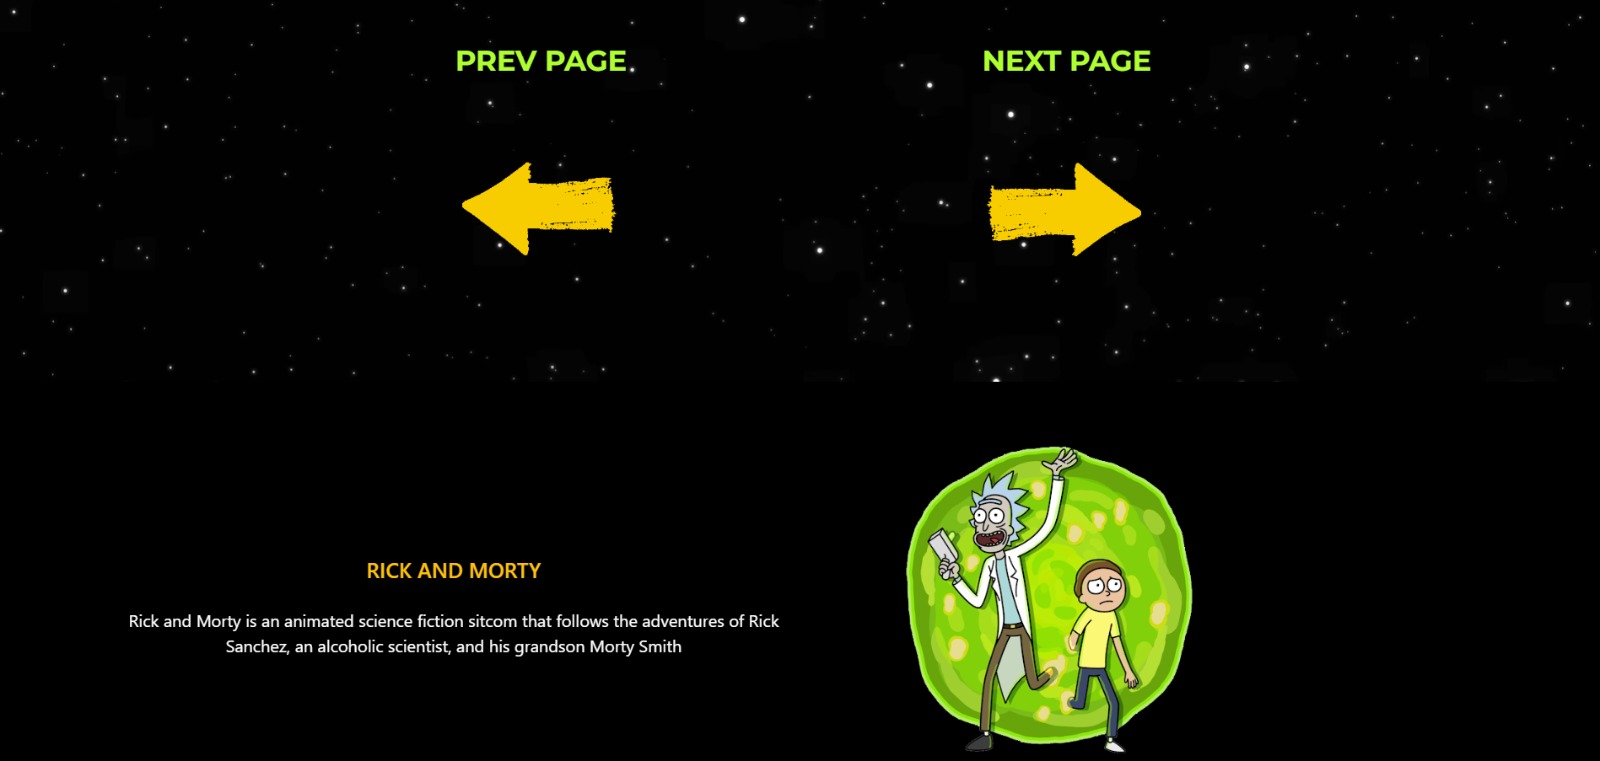 PREV PAGE
NEXT PAGE
RICK AND MORTY
Rick and Morty is an animated science fiction sitcom that follows the adventures of Rick
Sanchez, an alcoholic scientist, and his grandson Morty Smith